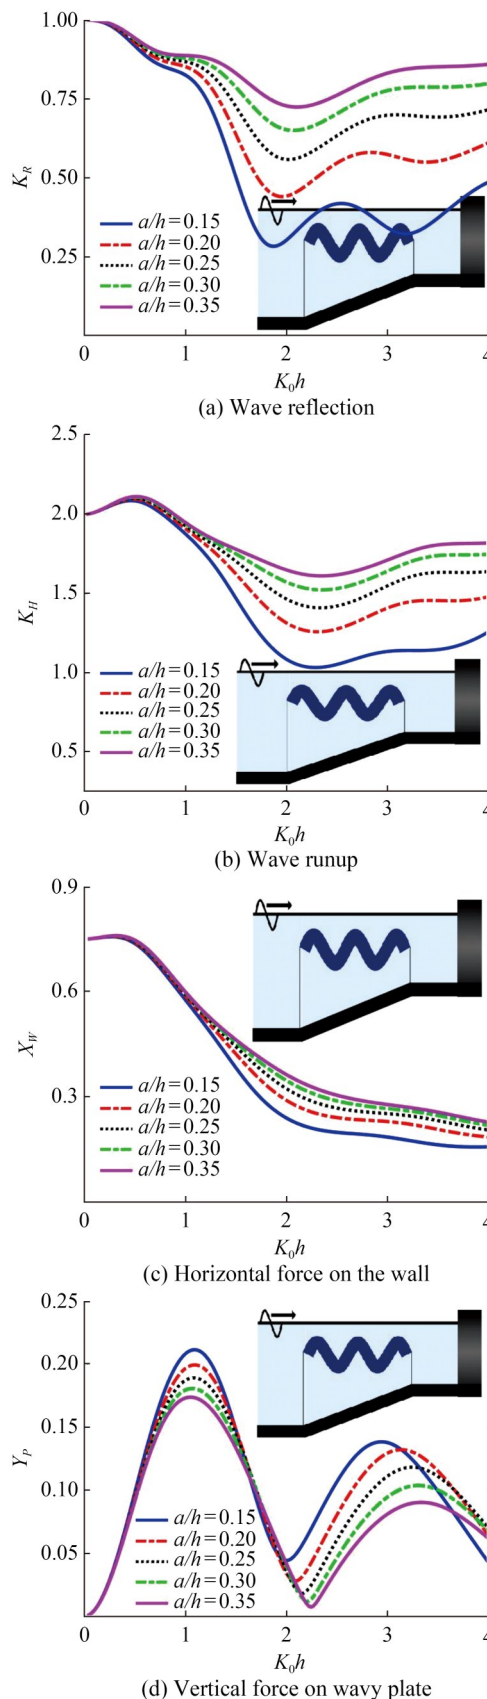 1.00
0.75
K_R
0.50
a/h=0.15
a/h=0.20
0.25
a/h=0.25
a/h=0.30
a/h=0.35
0 1 2 3 4
K_0h
(a) Wave reflection
2.5
2.0
1.5
K_H
1.0
a/h=0.15
a/h=0.20
a/h=0.25
0.5
a/h=0.30
a/h=0.35
0 1 2 3 4
K_0h
(b) Wave runup
0.9
0.6
X_W
0.3
a/h=0.15
a/h=0.20
a/h=0.25
a/h=0.30
a/h=0.35
0 1 2 3 4
K_0h
(c) Horizontal force on the wall
0.25
0.20
0.15
Y_P
0.10
a/h=0.15
a/h=0.20
0.05
a/h=0.25
a/h=0.30
a/h=0.35
0 1 2 3 4
K_0h
(d) Vertical force on wavy plate